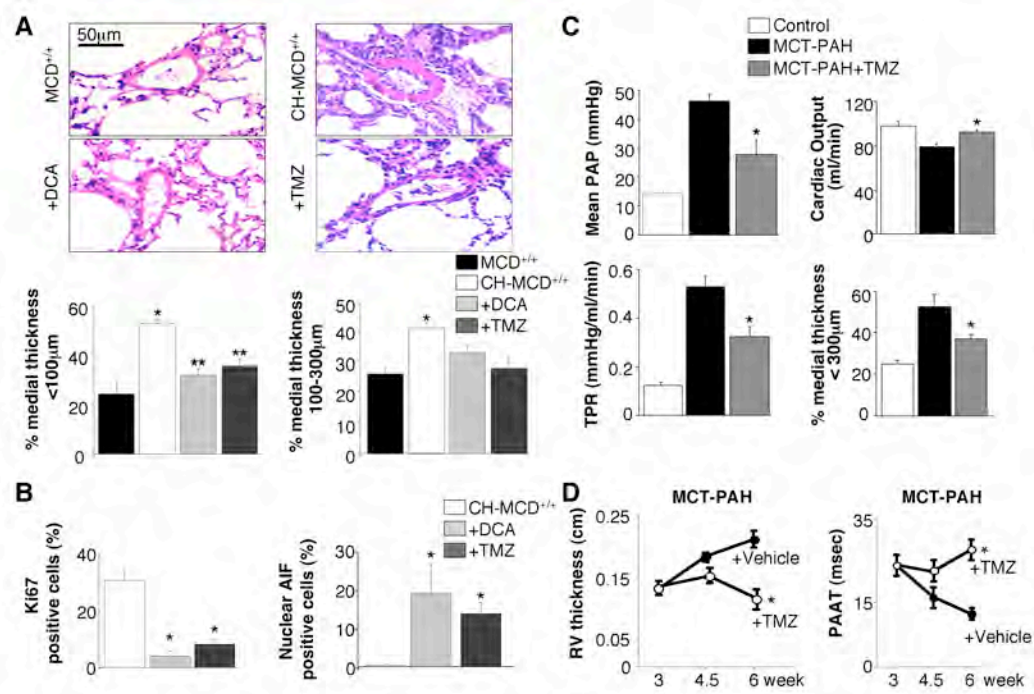 A
50μm
MCD+/+
CH-MCD+/+
+DCA
+TMZ
MCD+/+
CH-MCD+/+
+DCA
+TMZ
% medial thickness
<100μm
60
40
20
0
*
**
**
% medial thickness
100-300μm
50
40
30
20
10
0
*
B
Ki67
positive cells (%)
40
20
0
*
*
Nuclear AIF
positive cells (%)
30
20
10
0
*
*
CH-MCD+/+
+DCA
+TMZ
C
Control
MCT-PAH
MCT-PAH+TMZ
Mean PAP (mmHg)
50
40
30
20
10
0
*
Cardiac Output
(ml/min)
120
80
40
0
*
TPR (mmHg/ml/min)
0.6
0.4
0.2
0
*
% medial thickness
< 300μm
60
40
20
0
*
D
MCT-PAH
RV thickness (cm)
0.25
0.15
0.05
0
+Vehicle
*
+TMZ
3 4.5 6 week
MCT-PAH
PAAT (msec)
35
15
0
*
+TMZ
+Vehicle
3 4.5 6 week